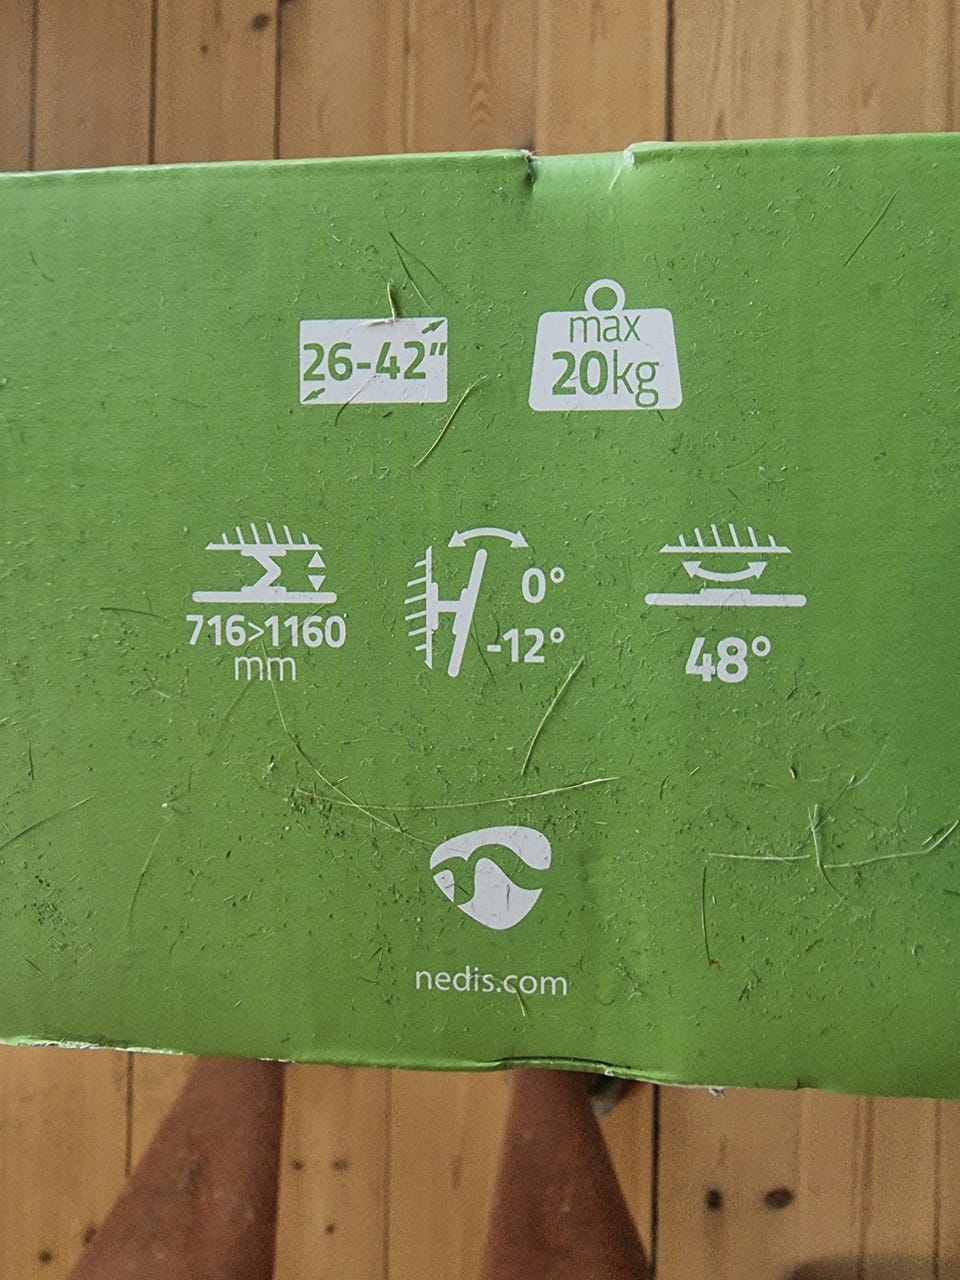 26-42"
max
20kg
716>1160
mm
0°
-12°
48°
nedis.com